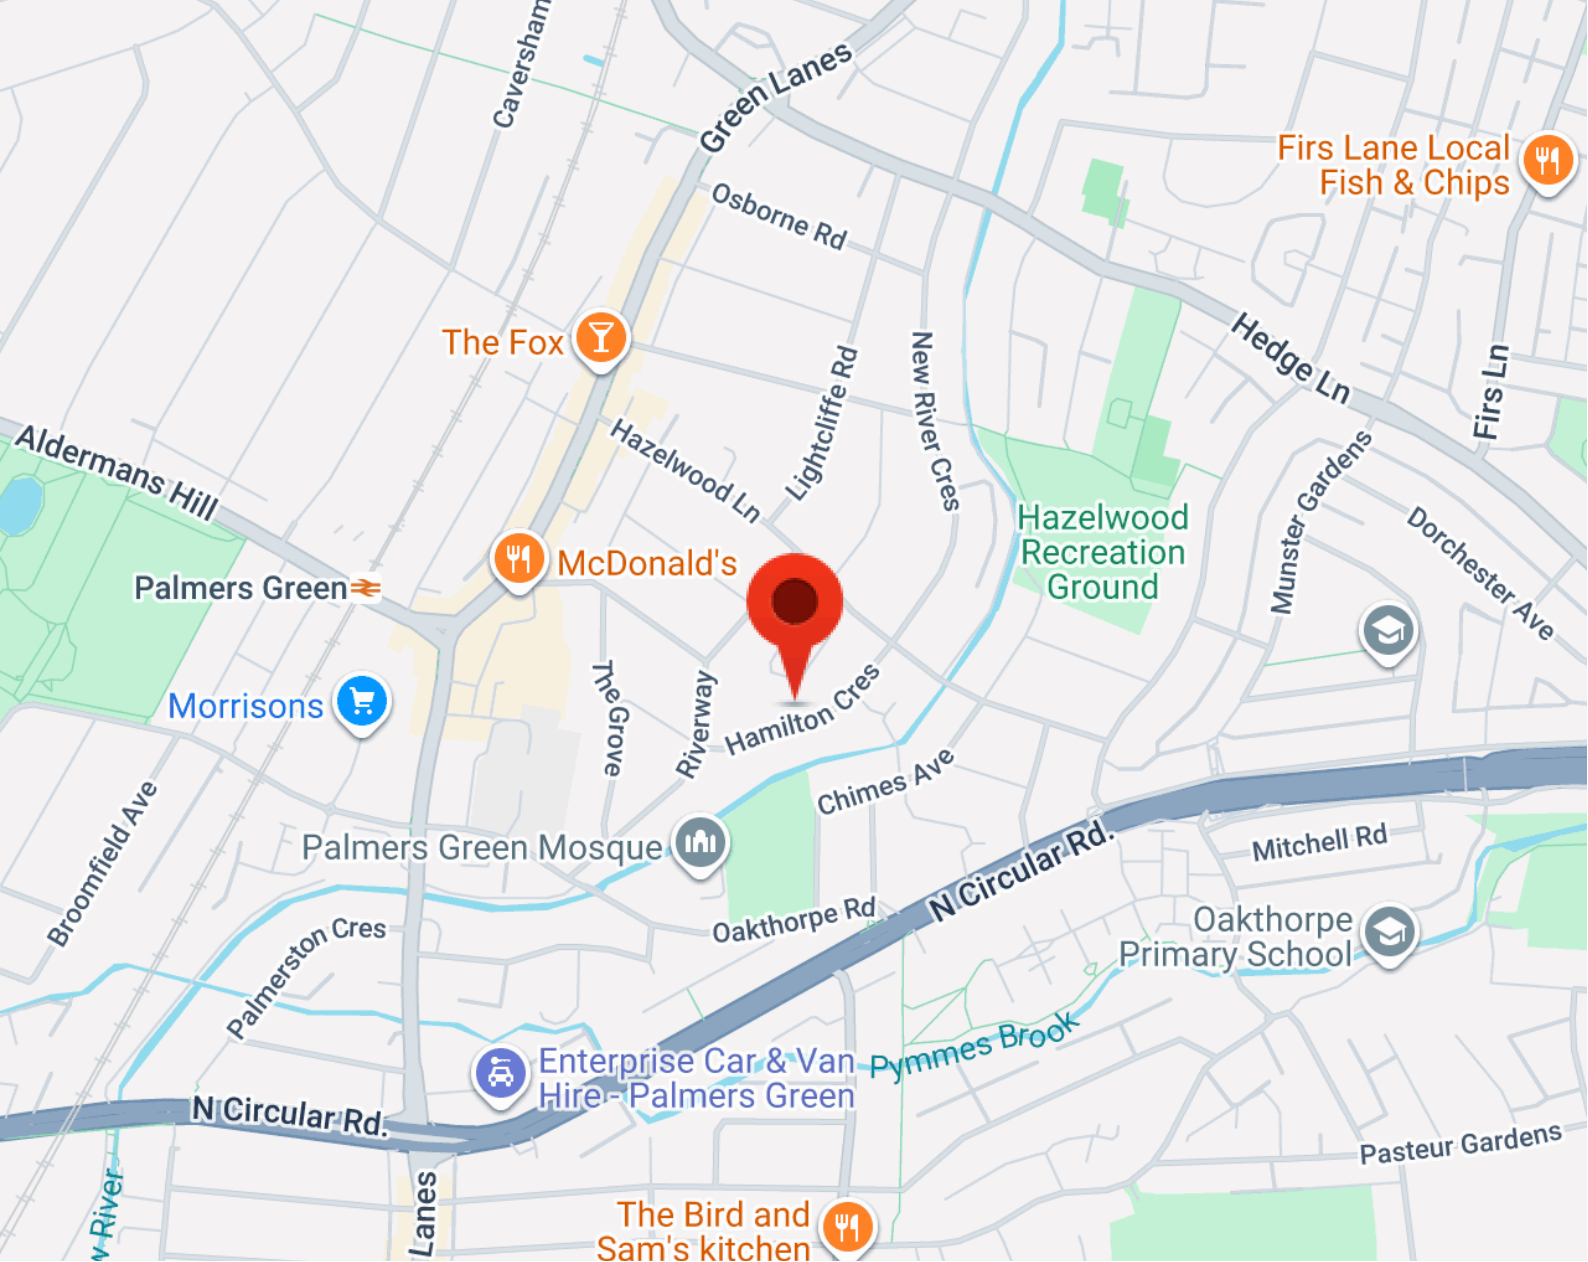 Caversham
Green Lanes
Firs Lane Local
Fish & Chips
Osborne Rd
The Fox
Hedge Ln
Firs Ln
Lightcliffe Rd
New River Cres
Aldermans Hill
Hazelwood Ln
Munster Gardens
Hazelwood
Recreation
Ground
Dorchester Ave
McDonald's
Palmers Green
The Grove
Riverway
Hamilton Cres
Morrisons
Chimes Ave
Broomfield Ave
Palmers Green Mosque
N Circular Rd.
Mitchell Rd
Oakthorpe Rd
Oakthorpe
Primary School
Palmerston Cres
Pymmes Brook
Enterprise Car & Van
Hire - Palmers Green
N Circular Rd.
Pasteur Gardens
w River
Lanes
The Bird and
Sam's kitchen